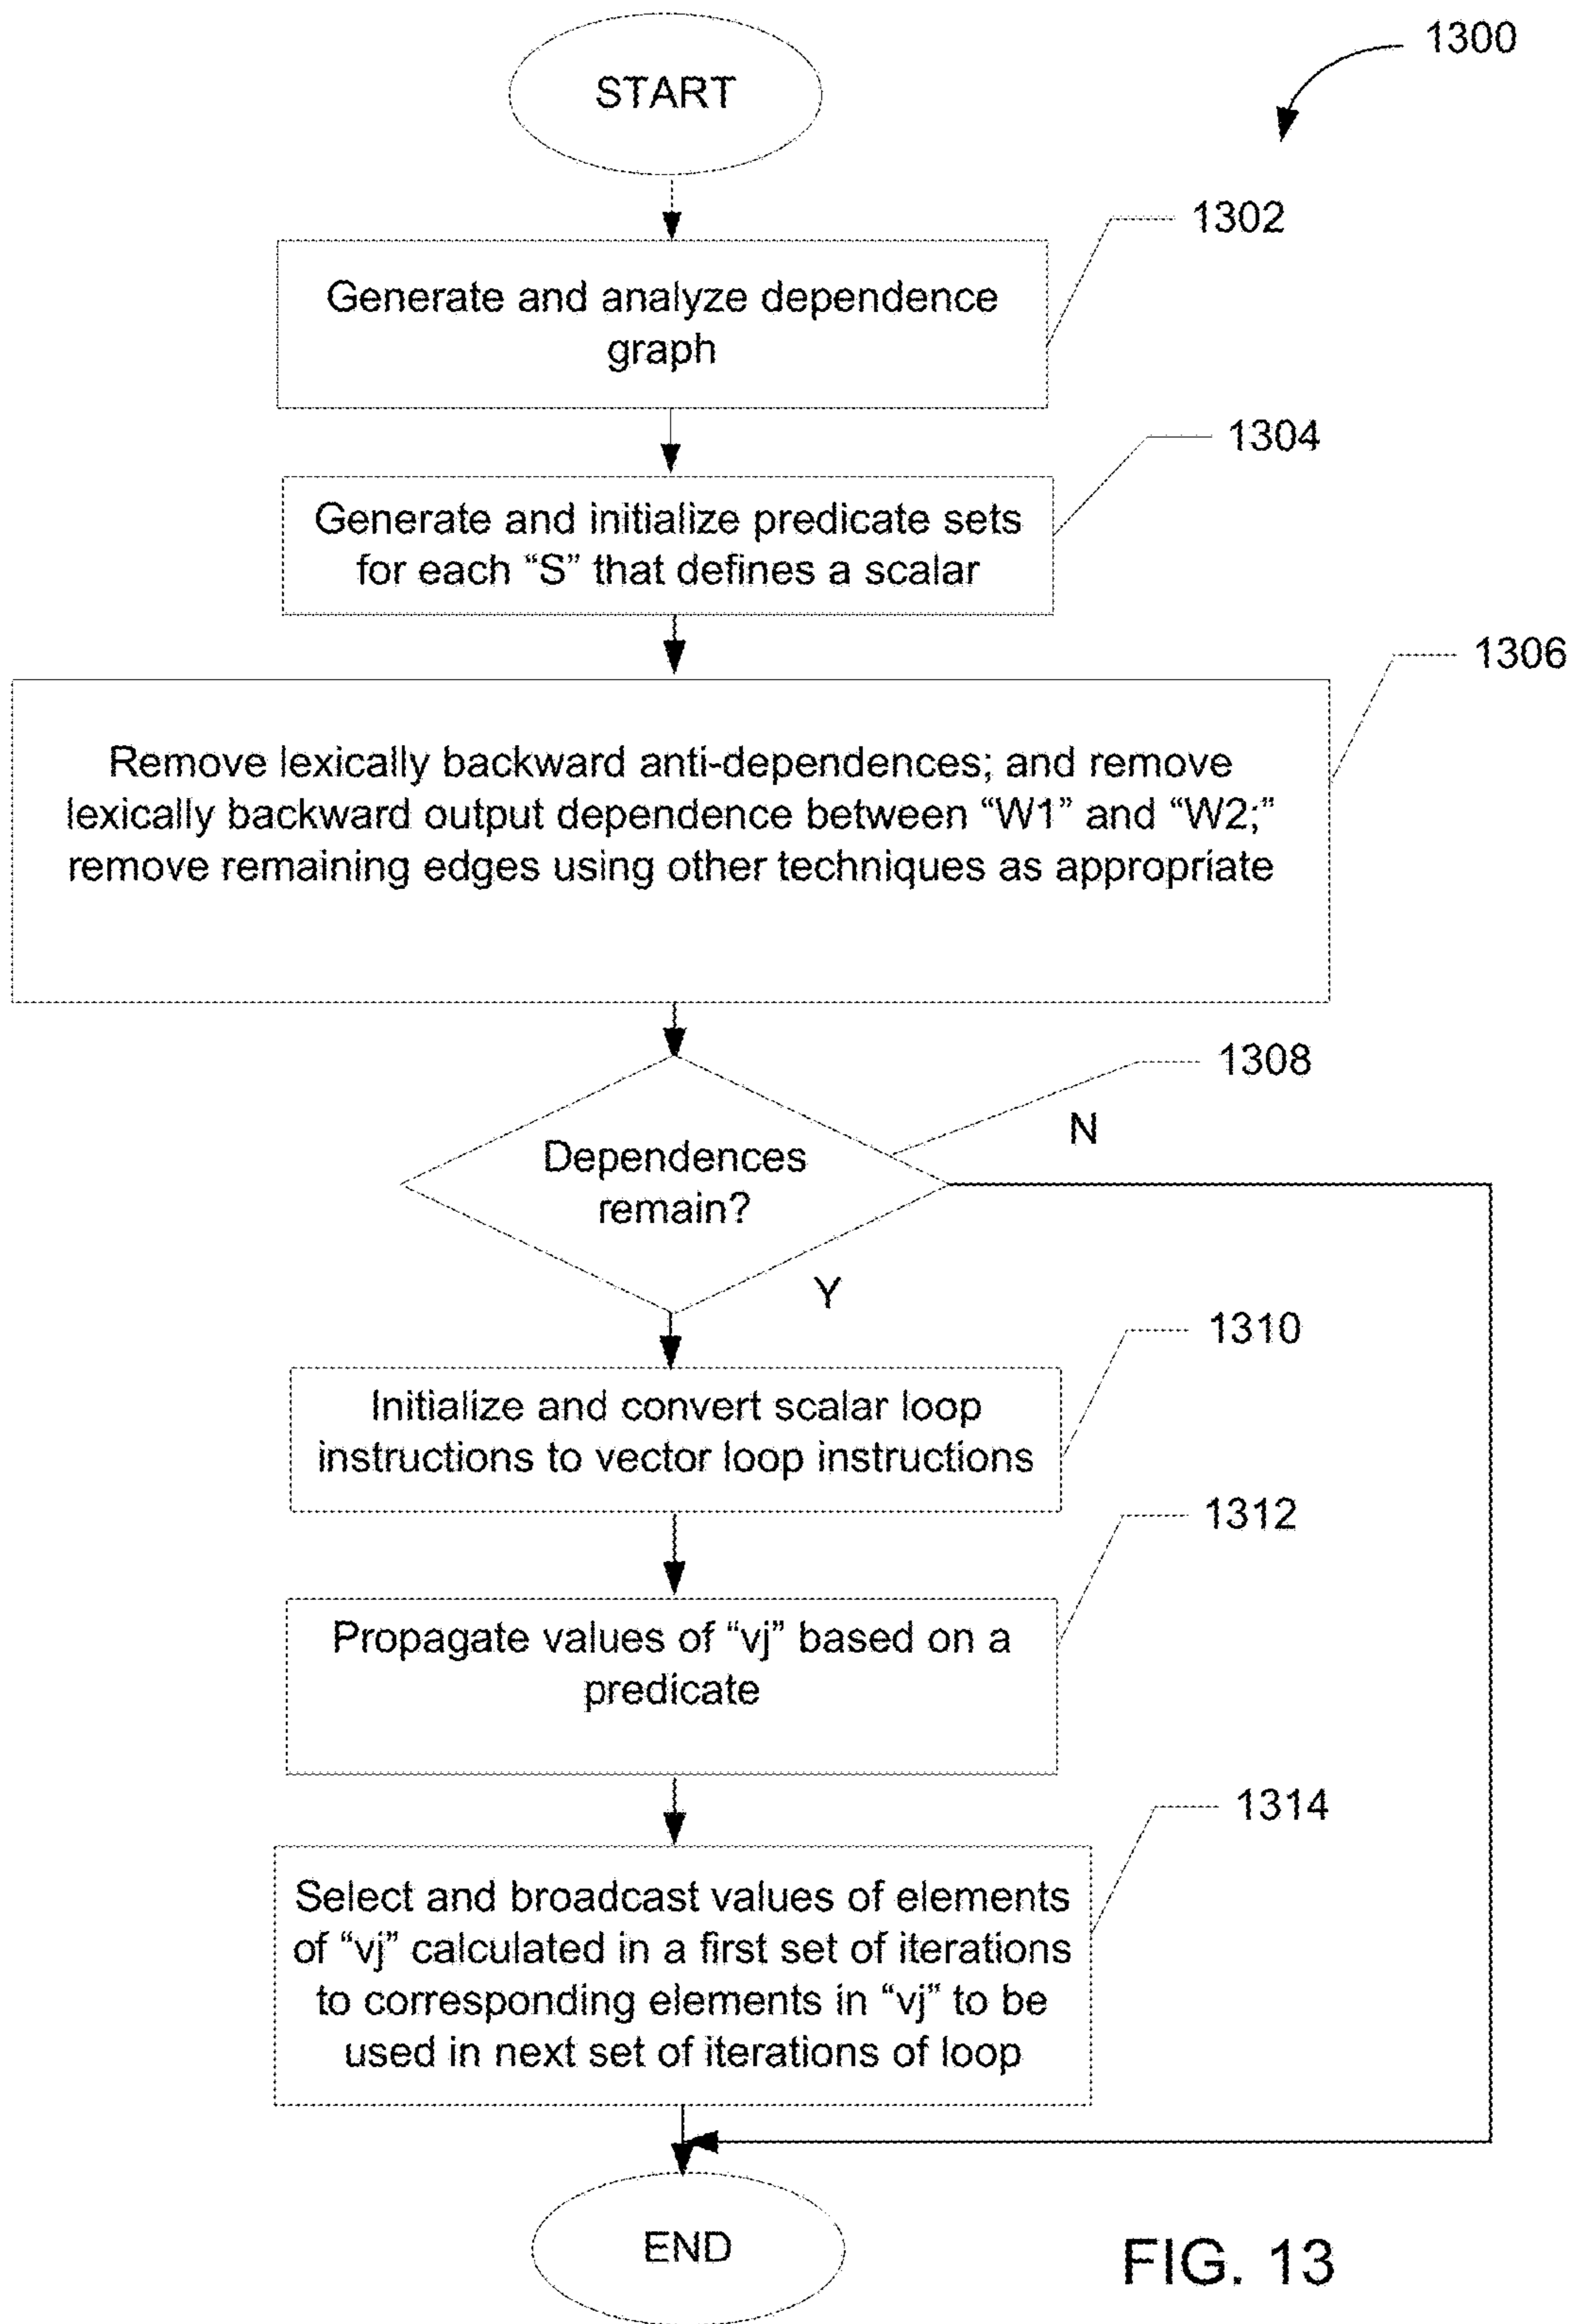 START
1300
1302
Generate and analyze dependence
graph
1304
Generate and initialize predicate sets
for each “S” that defines a scalar
1306
Remove lexically backward anti-dependences; and remove
lexically backward output dependence between “W1” and “W2;”
remove remaining edges using other techniques as appropriate
1308
N
Dependences
remain?
Y
1310
Initialize and convert scalar loop
instructions to vector loop instructions
1312
Propagate values of “vj” based on a
predicate
1314
Select and broadcast values of elements
of “vj” calculated in a first set of iterations
to corresponding elements in “vj” to be
used in next set of iterations of loop
END
FIG. 13